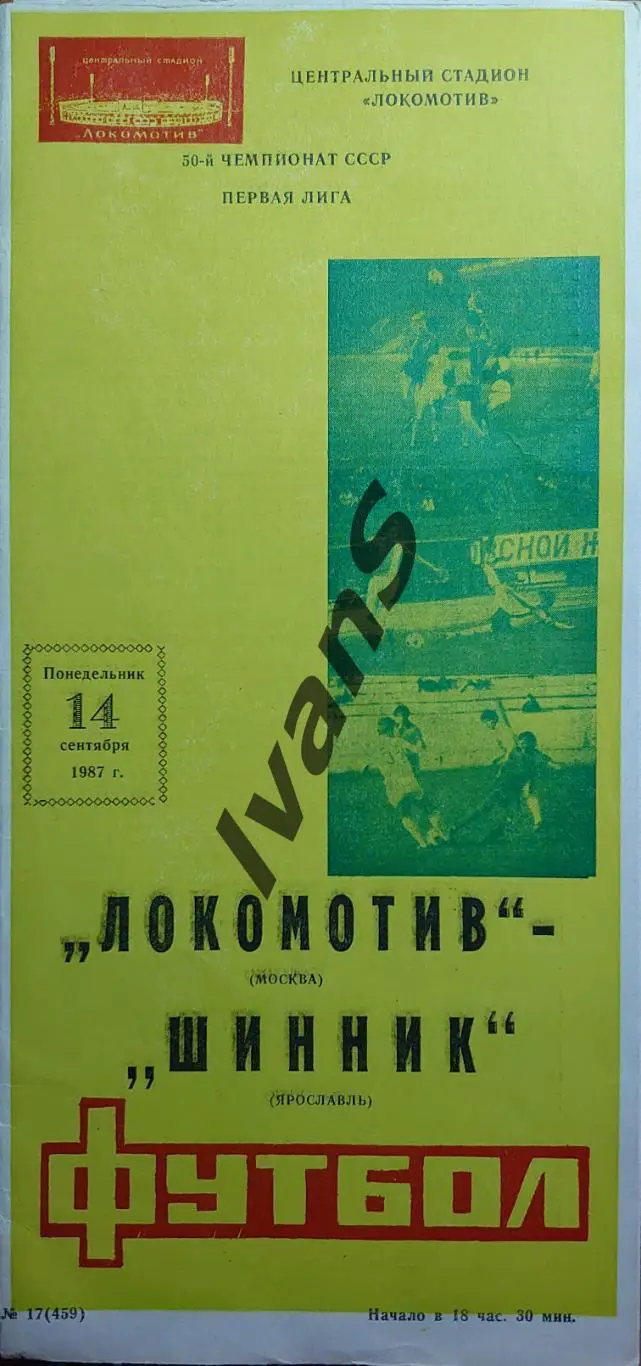 ЦЕНТРАЛЬНЫЙ СТАДИОН
„ЛОКОМОТИВ"
ЦЕНТРАЛЬНЫЙ СТАДИОН
«ЛОКОМОТИВ»
50-й ЧЕМПИОНАТ СССР
ПЕРВАЯ ЛИГА
СНОЙ
Понедельник
14
сентября
1987 г.
IvanS
„ЛОКОМОТИВ“-
(МОСКВА)
„ШИННИК“
(ЯРОСЛАВЛЬ)
ФУТБОЛ
№ 17(459)
Начало в 18 час. 30 мин.